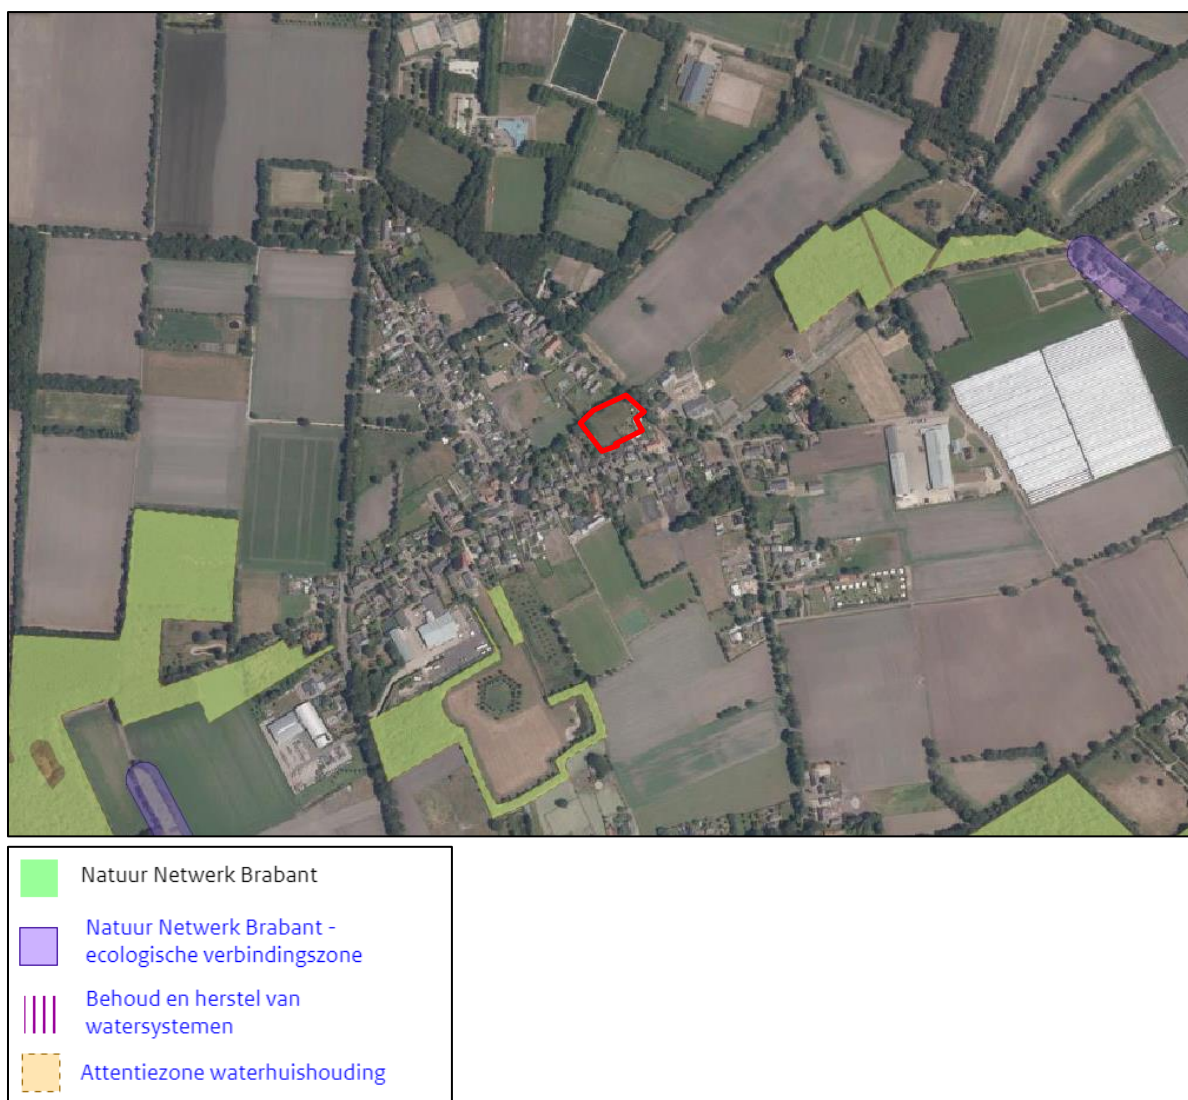 Natuur Netwerk Brabant
Natuur Netwerk Brabant -
ecologische verbindingszone
Behoud en herstel van
watersystemen
Attentiezone waterhuishouding